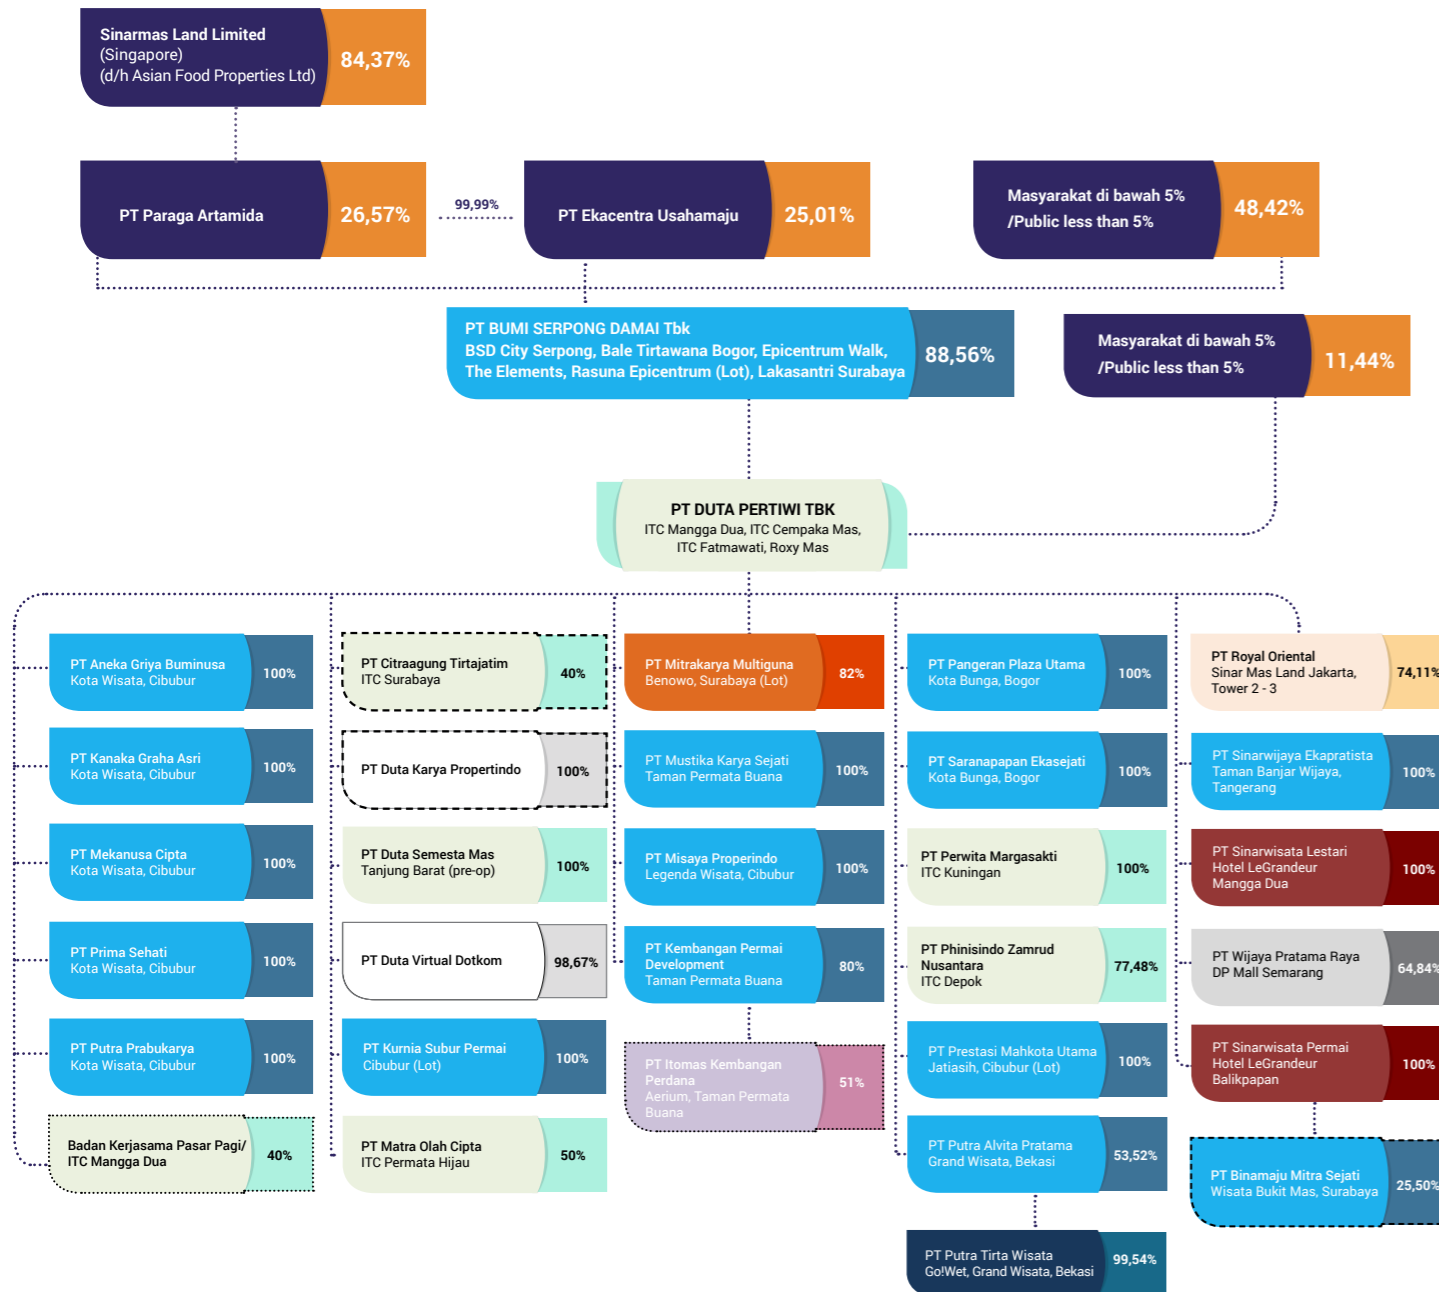 Sinarmas Land Limited
(Singapore)
(d/h Asian Food Properties Ltd)
84,37%
PT Paraga Artamida
26,57%
99,99%
PT Ekacentra Usahamaju
25,01%
Masyarakat di bawah 5%
/Public less than 5%
48,42%
PT BUMI SERPONG DAMAI Tbk
BSD City Serpong, Bale Tirtawana Bogor, Epicentrum Walk,
The Elements, Rasuna Epicentrum (Lot), Lakasantri Surabaya
88,56%
Masyarakat di bawah 5%
/Public less than 5%
11,44%
PT DUTA PERTIWI TBK
ITC Mangga Dua, ITC Cempaka Mas,
ITC Fatmawati, Roxy Mas
PT Aneka Griya Buminusa
Kota Wisata, Cibubur
100%
PT Kanaka Graha Asri
Kota Wisata, Cibubur
100%
PT Mekanusa Cipta
Kota Wisata, Cibubur
100%
PT Prima Sehati
Kota Wisata, Cibubur
100%
PT Putra Prabukarya
Kota Wisata, Cibubur
100%
Badan Kerjasama Pasar Pagi/
ITC Mangga Dua
40%
PT Citraagung Tirtajatim
ITC Surabaya
40%
PT Duta Karya Propertindo
100%
PT Duta Semesta Mas
Tanjung Barat (pre-op)
100%
PT Duta Virtual Dotkom
98,67%
PT Kurnia Subur Permai
Cibubur (Lot)
100%
PT Matra Olah Cipta
ITC Permata Hijau
50%
PT Mitrakarya Multiguna
Benowo, Surabaya (Lot)
82%
PT Mustika Karya Sejati
Taman Permata Buana
100%
PT Misaya Properindo
Legenda Wisata, Cibubur
100%
PT Kembangan Permai
Development
Taman Permata Buana
80%
PT Itomas Kembangan
Perdana
Aerium, Taman Permata
Buana
51%
PT Pangeran Plaza Utama
Kota Bunga, Bogor
100%
PT Saranapapan Ekasejati
Kota Bunga, Bogor
100%
PT Perwita Margasakti
ITC Kuningan
100%
PT Phinisindo Zamrud
Nusantara
ITC Depok
77,48%
PT Prestasi Mahkota Utama
Jatiasih, Cibubur (Lot)
100%
PT Putra Alvita Pratama
Grand Wisata, Bekasi
53,52%
PT Putra Tirta Wisata
Go!Wet, Grand Wisata, Bekasi
99,54%
PT Royal Oriental
Sinar Mas Land Jakarta,
Tower 2 - 3
74,11%
PT Sinarwijaya Ekapratista
Taman Banjar Wijaya,
Tangerang
100%
PT Sinarwisata Lestari
Hotel LeGrandeur
Mangga Dua
100%
PT Wijaya Pratama Raya
DP Mall Semarang
64,84%
PT Sinarwisata Permai
Hotel LeGrandeur
Balikpapan
100%
PT Binamaju Mitra Sejati
Wisata Bukit Mas, Surabaya
25,50%